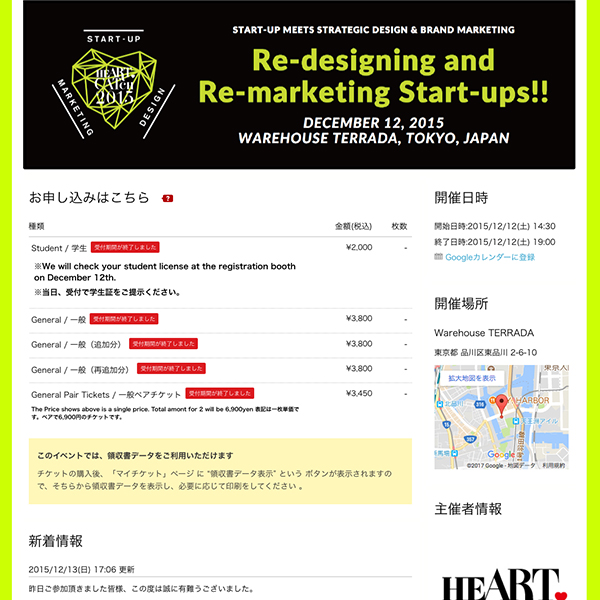 START-UP
MARKETING
DESIGN
HEART
CATCH
2015
START-UP MEETS STRATEGIC DESIGN & BRAND MARKETING
Re-designing and
Re-marketing Start-ups!!
DECEMBER 12, 2015
WAREHOUSE TERRADA, TOKYO, JAPAN
お申し込みはこちら ?
種類 金額(税込) 枚数
Student / 学生 受付期間が終了しました ¥2,000 -
※We will check your student license at the registration booth
on December 12th.
※当日、受付で学生証をご提示ください。
General / 一般 受付期間が終了しました ¥3,800 -
General / 一般（追加分） 受付期間が終了しました ¥3,800 -
General / 一般（再追加分） 受付期間が終了しました ¥3,800 -
General Pair Tickets / 一般ペアチケット 受付期間が終了しました ¥3,450 -
The Price shows above is a single price. Total amont for 2 will be 6,900yen 表記は一枚単価で
す。ペアで6,900円のチケットです。
このイベントでは、領収書データをご利用いただけます
チケットの購入後、「マイチケット」ページ に "領収書データ表示" という ボタンが表示されますの
で、そちらから領収書データを表示し、必要に応じて印刷をしてください 。
新着情報
2015/12/13(日) 17:06 更新
昨日ご参加頂きました皆様、この度は誠に有難うございました。
開催日時
開始日時:2015/12/12(土) 14:30
終了日時:2015/12/12(土) 19:00
Googleカレンダーに登録
開催場所
Warehouse TERRADA
東京都 品川区東品川 2-6-10
拡大地図を表示
316
HARBOR
北品川
357
天王洲アイル
Google
©2017 Google - 地図データ 利用規約
主催者情報
HEART